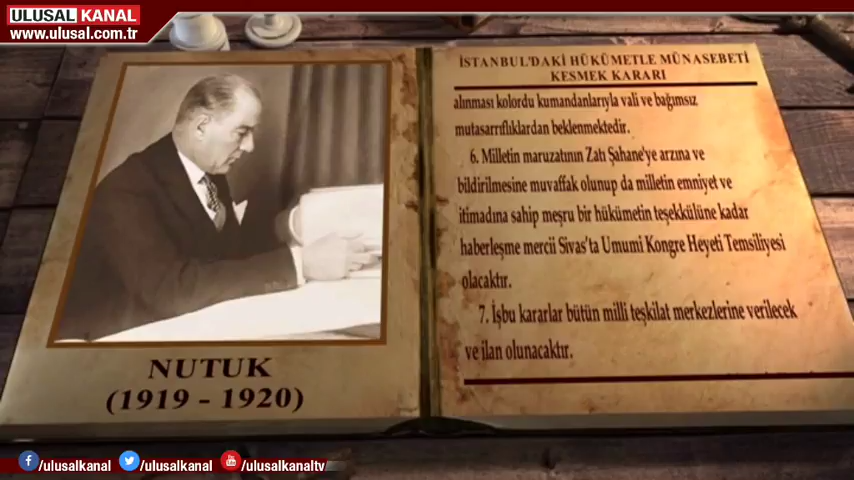 ULUSAL KANAL
www.ulusal.com.tr
NUTUK
(1919 - 1920)
İSTANBUL'DAKİ HÜKÜMETLE MÜNASEBETİ
KESMEK KARARI
alınması kolordu kumandanlarıyla vali ve bağımsız
mutasarrıflıklardan beklenmektedir.
6. Milletin maruzatının Zatı Şahane'ye arzına ve
bildirilmesine muvaffak olunup da milletin emniyet ve
itimadına sahip meşru bir hükümetin teşekkülüne kadar
haberleşme mercii Sivas'ta Umumi Kongre Heyeti Temsiliyesi
olacaktır.
7. İşbu kararlar bütün milli teşkilat merkezlerine verilecek
ve ilan olunacaktır.
/ulusalkanal
/ulusalkanal
/ulusalkanaltv